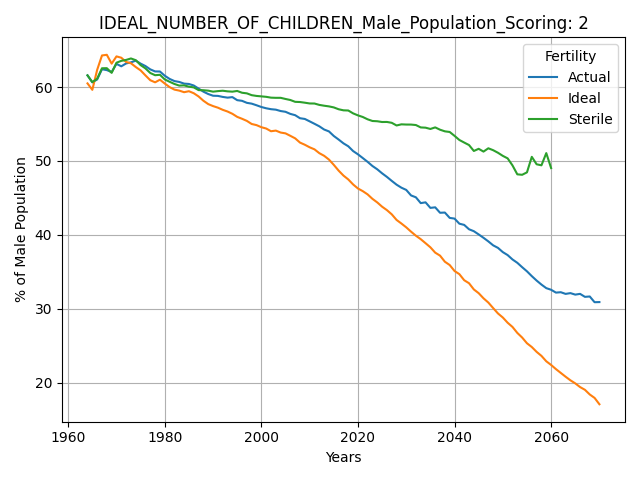 IDEAL_NUMBER_OF_CHILDREN_Male_Population_Scoring: 2
Fertility
Actual
Ideal
Sterile
% of Male Population
60
50
40
30
20
1960
1980
2000
2020
2040
2060
Years